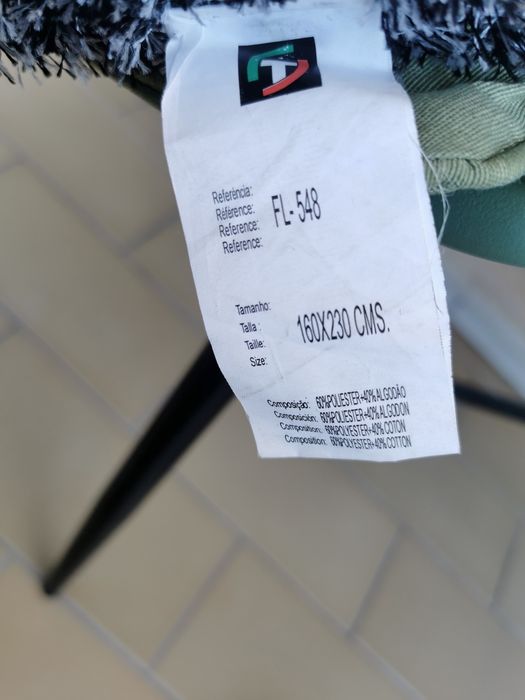 Referência:
Référence:
Reference:
Reference:
FL-548
Tamanho:
Talla :
Taille:
Size:
160X230 CMS.
Composição: 60%POLIESTER+40%ALGODÃO
Composición: 60%POLIESTER+40%ALGODON
Composition: 60%POLYESTER+40%COTON
Composition: 60%POLYESTER+40%COTTON